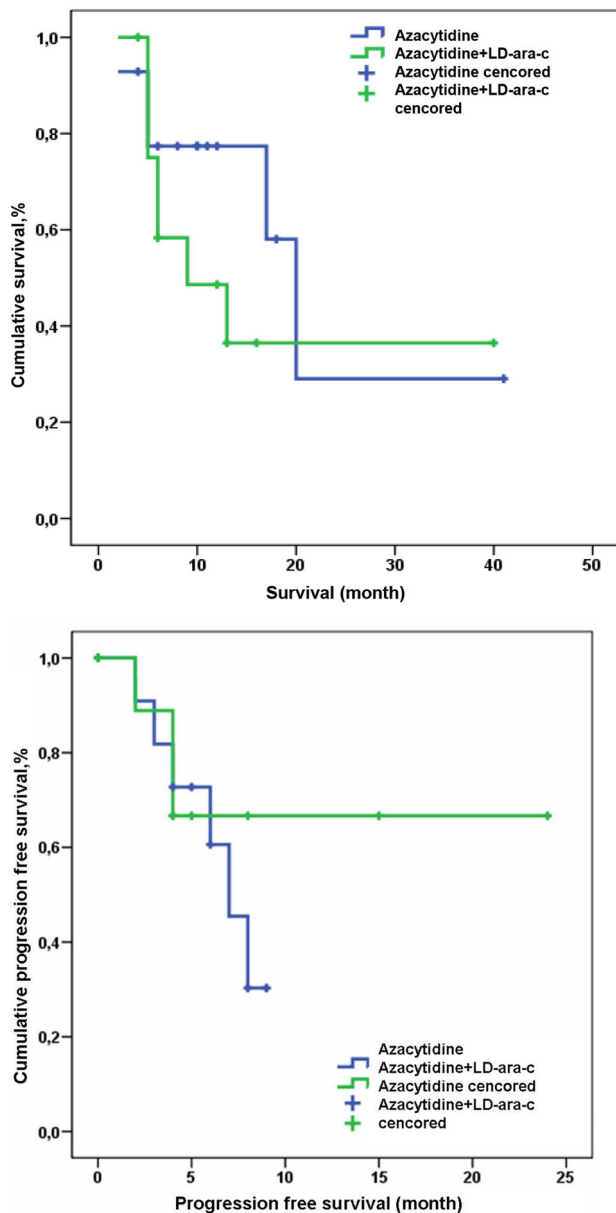 1,0
0,8
0,6
0,4
0,2
0,0
Cumulative survival,%
Azacytidine
Azacytidine+LD-ara-c
Azacytidine cencored
Azacytidine+LD-ara-c
cencored
0 10 20 30 40 50
Survival (month)
1,0
0,8
0,6
0,4
0,2
0,0
Cumulative progression free survival,%
Azacytidine
Azacytidine+LD-ara-c
Azacytidine cencored
Azacytidine+LD-ara-c
cencored
0 5 10 15 20 25
Progression free survival (month)